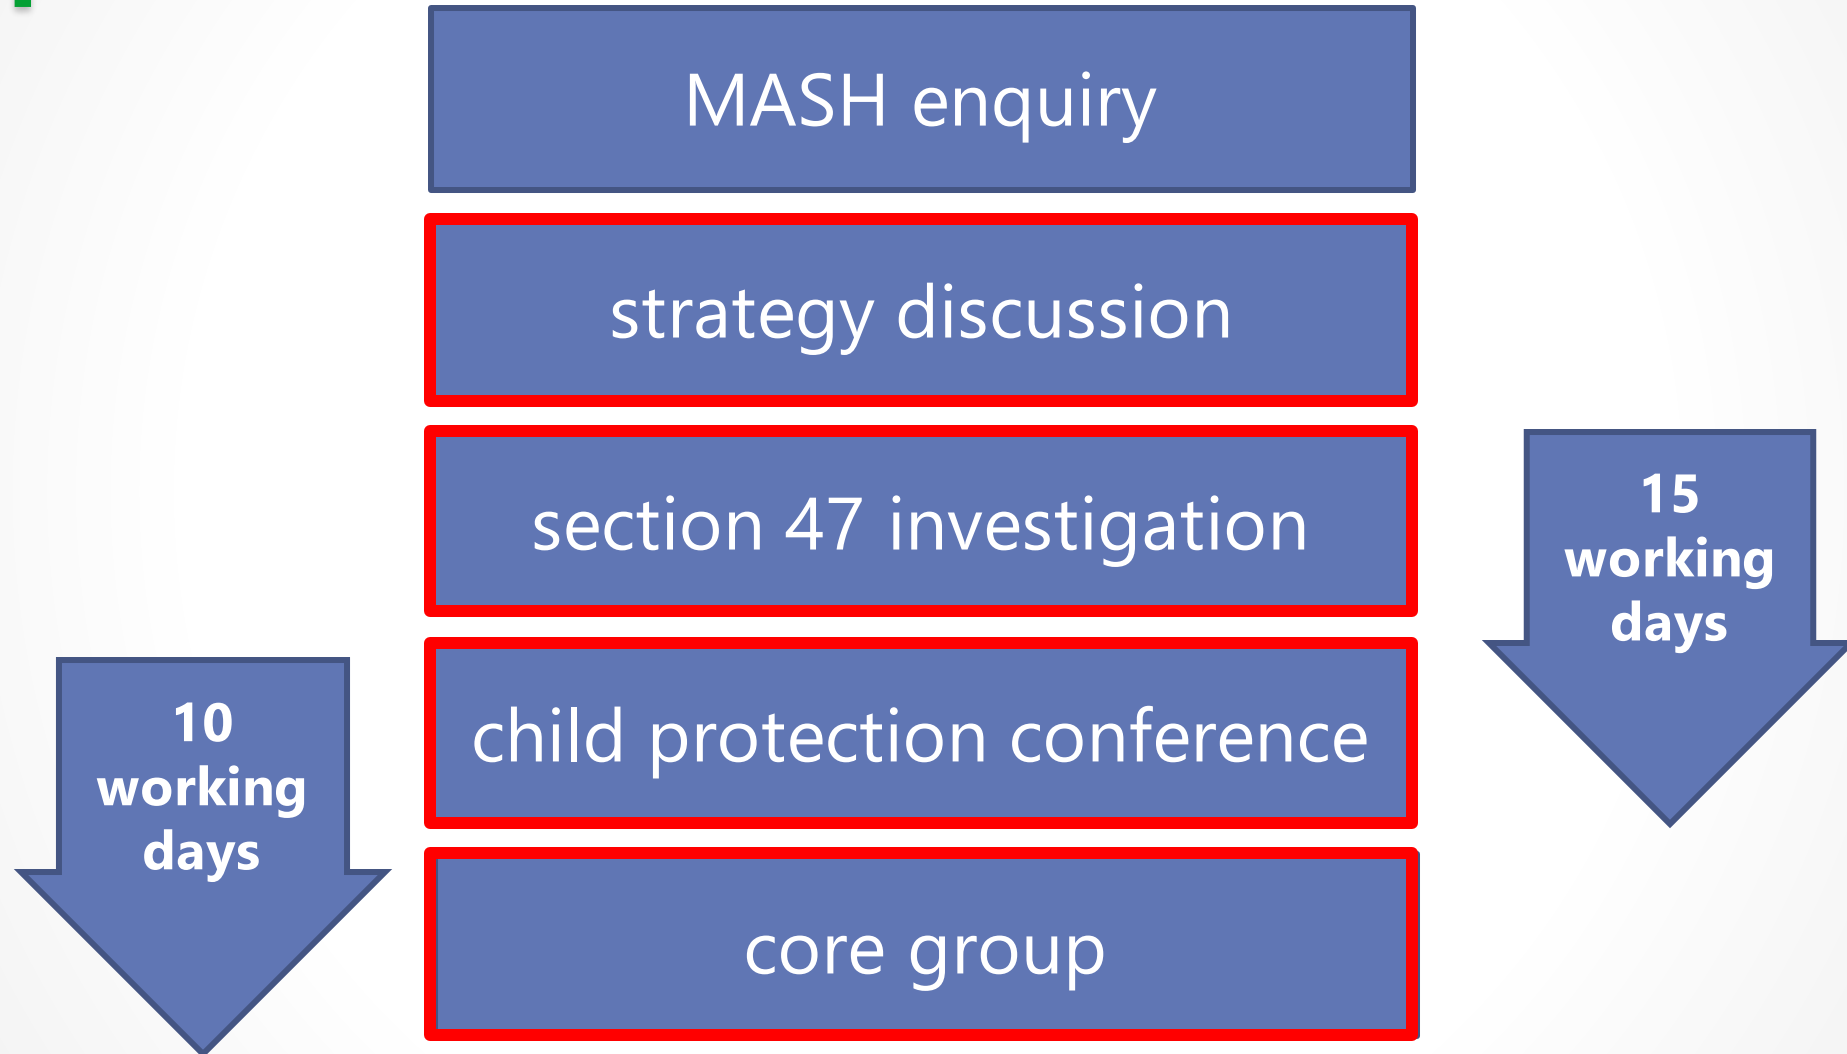 MASH enquiry
strategy discussion
section 47 investigation
15
working
days
child protection conference
10
working
days
core group